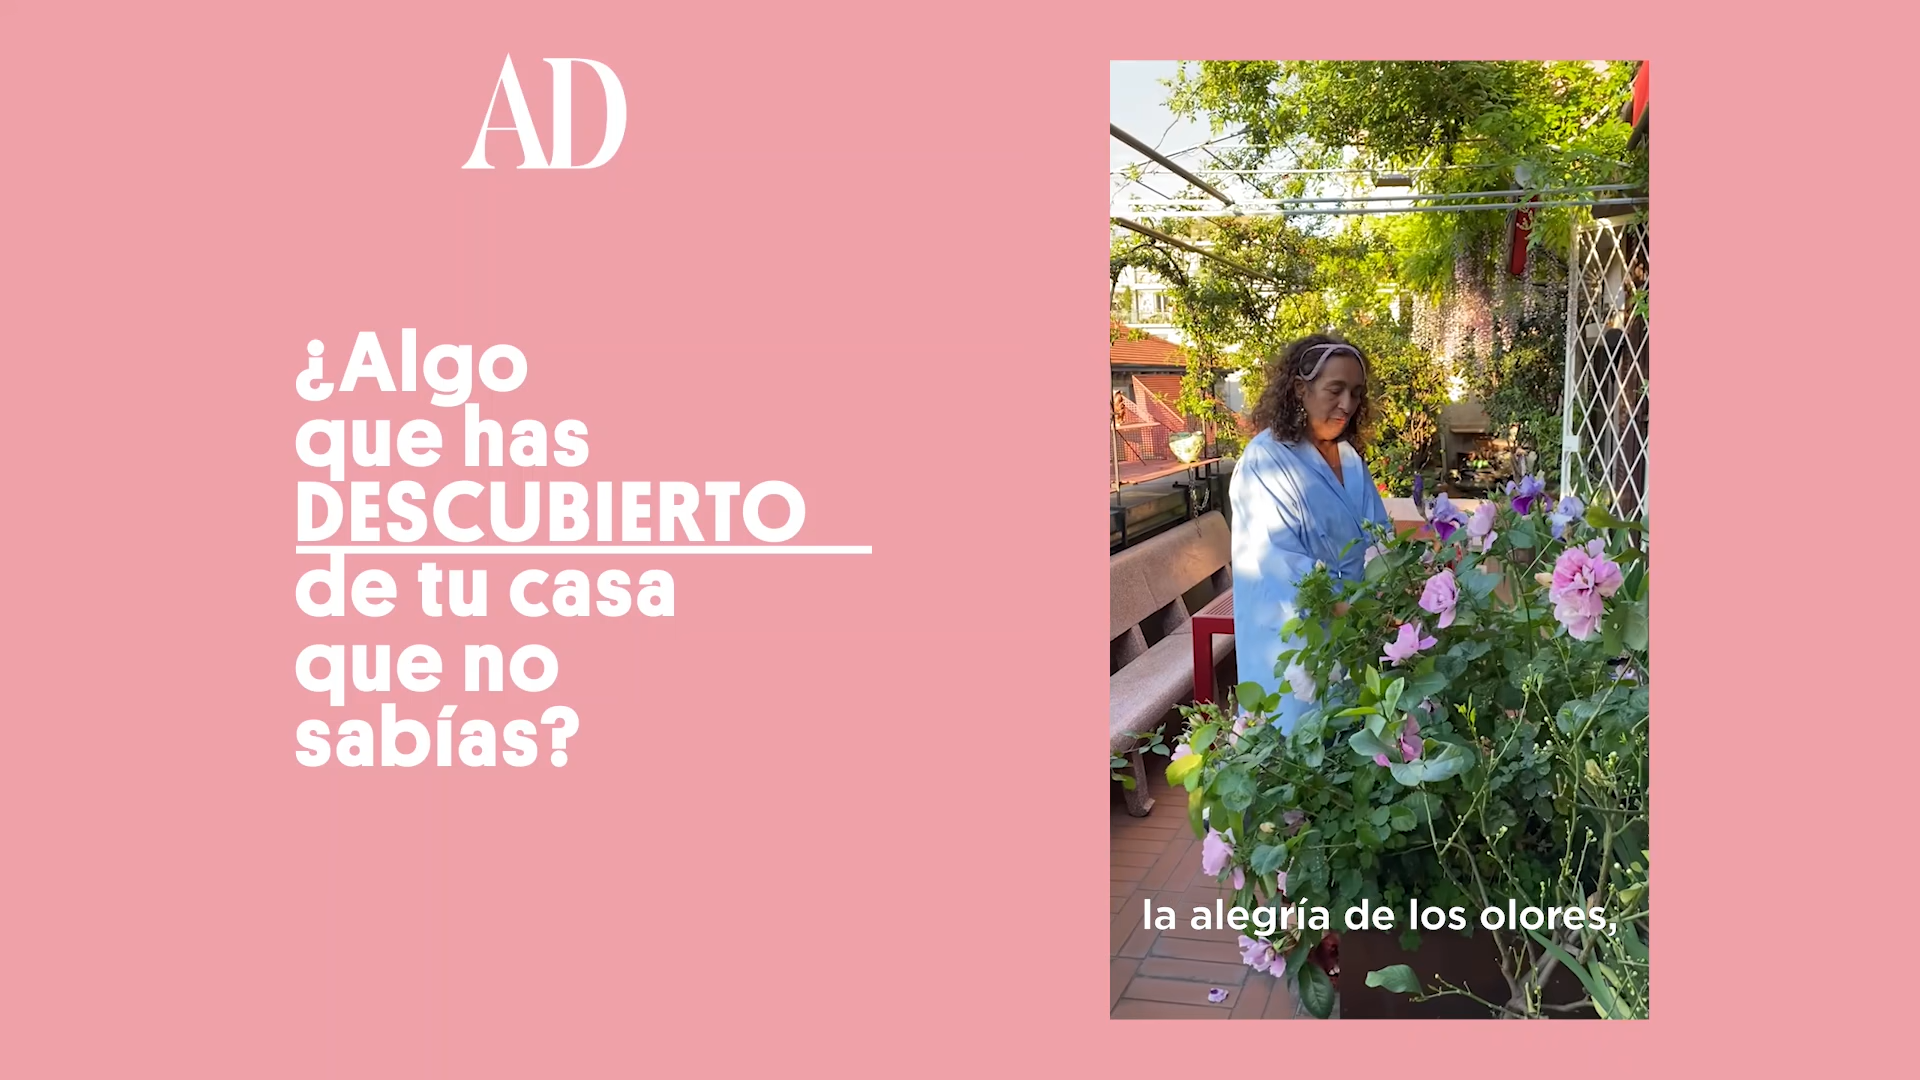 AD
¿Algo
que has
DESCUBIERTO
de tu casa
que no
sabías?
la alegría de los olores,